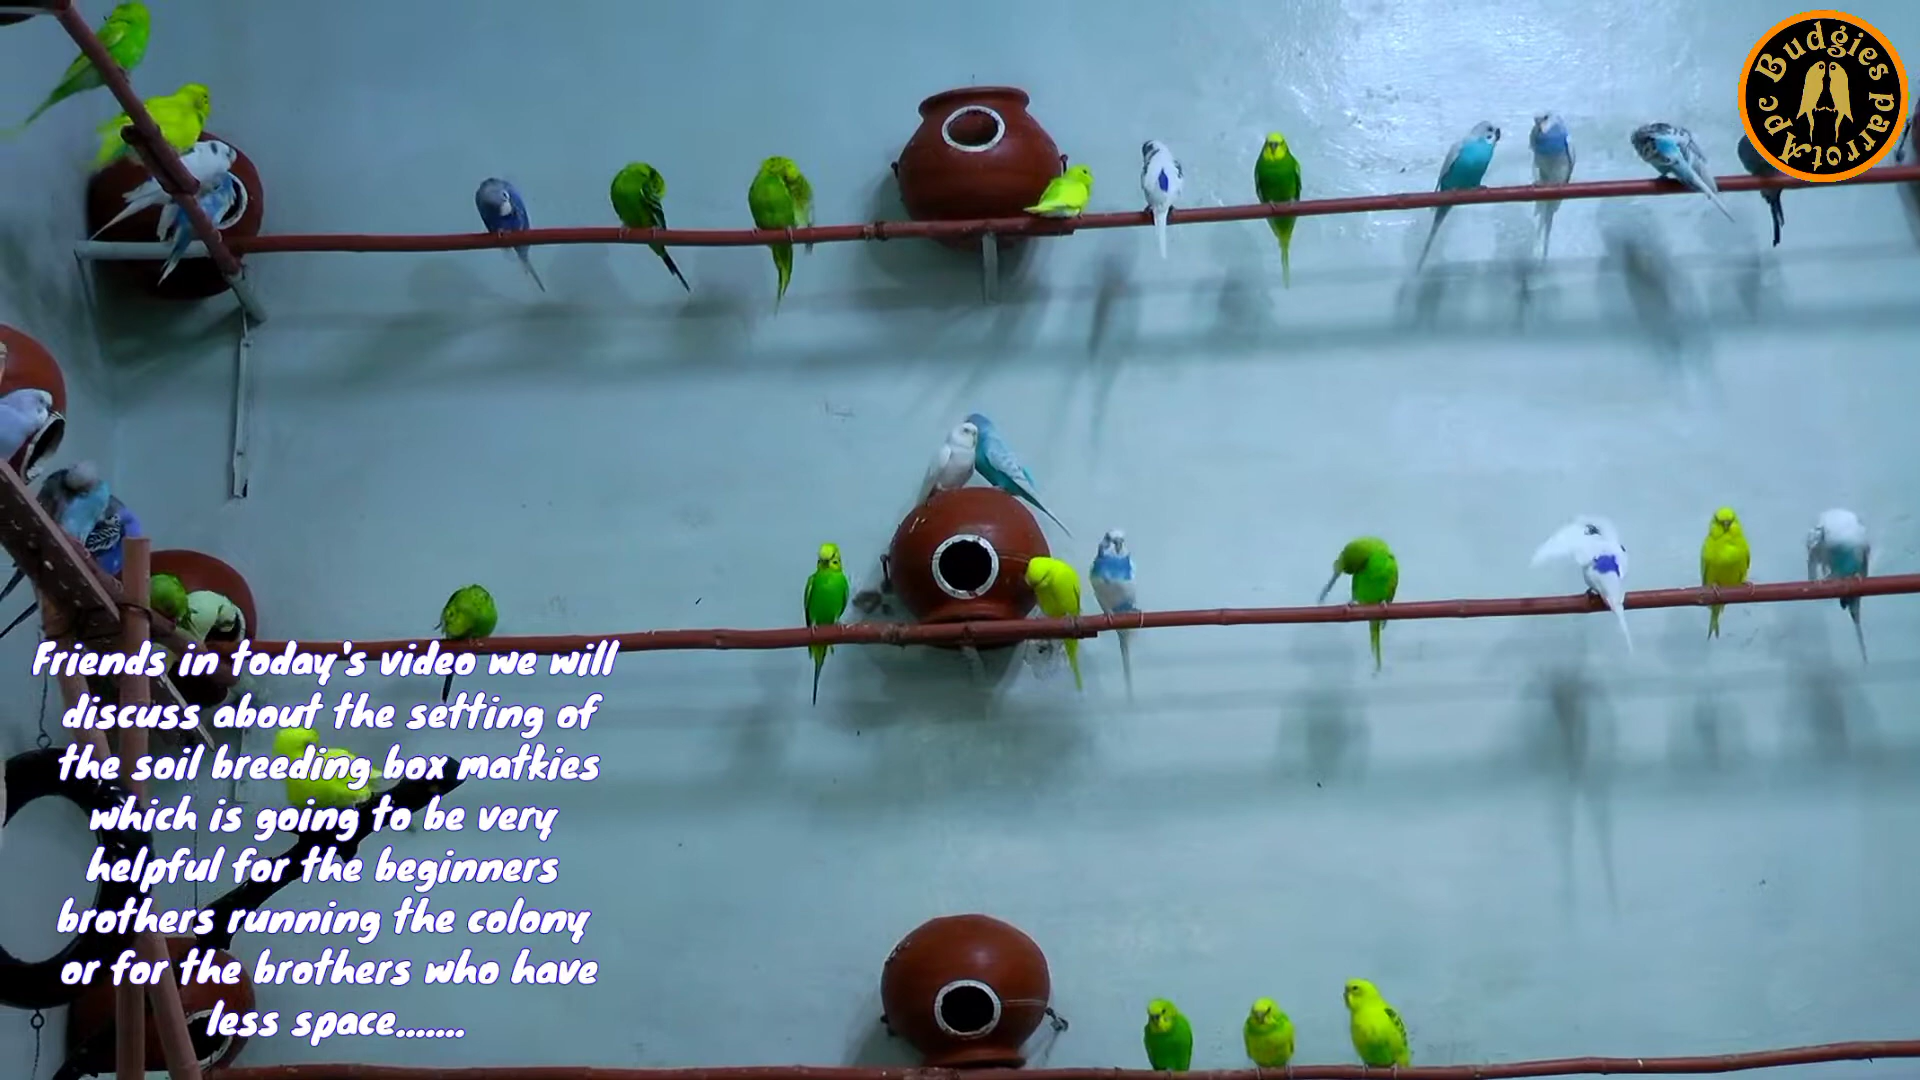 Apc Budgies parrot
Friends in today's video we will
discuss about the setting of
the soil breeding box matkies
which is going to be very
helpful for the beginners
brothers running the colony
or for the brothers who have
less space.......